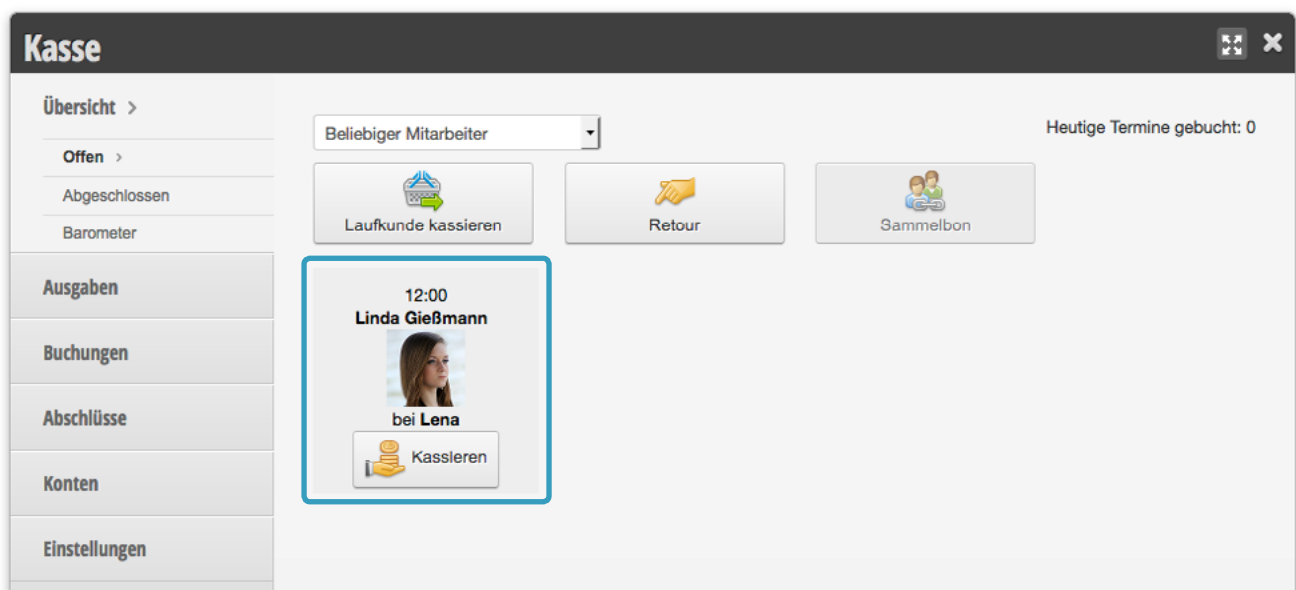 Kasse
Übersicht >
Offen >
Abgeschlossen
Barometer
Ausgaben
Buchungen
Abschlüsse
Konten
Einstellungen
Beliebiger Mitarbeiter
Heutige Termine gebucht: 0
Laufkunde kassieren
Retour
Sammelbon
12:00
Linda Gießmann
bei Lena
Kassieren